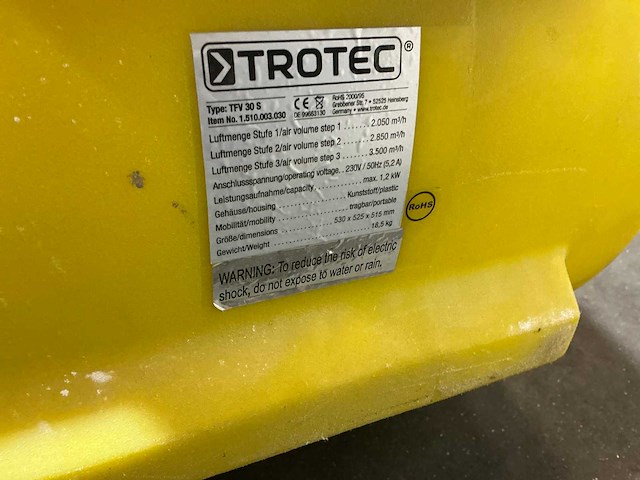 TROTEC ®
Type: TFV 30 S
Item No. 1.510.003.030
CE
DE 99663130
RoHS 2000/95
Grebbener Str. 7 • 52525 Heinsberg
Germany • www.trotec.de
Luftmenge Stufe 1/air volume step 1 ...... 2.050 m³/h
Luftmenge Stufe 2/air volume step 2 ...... 2.850 m³/h
Luftmenge Stufe 3/air volume step 3 ...... 3.500 m³/h
Anschlussspannung/operating voltage.. 230V / 50Hz (5,2 A)
Leistungsaufnahme/capacity ............ max. 1,2 kW
Gehäuse/housing .................. Kunststoff/plastic
Mobilität/mobility ................. tragbar/portable
Größe/dimensions ........... 530 x 525 x 515 mm
Gewicht/Weight ........................... 18,5 kg
RoHS
WARNING: To reduce the risk of electric
shock, do not expose to water or rain.